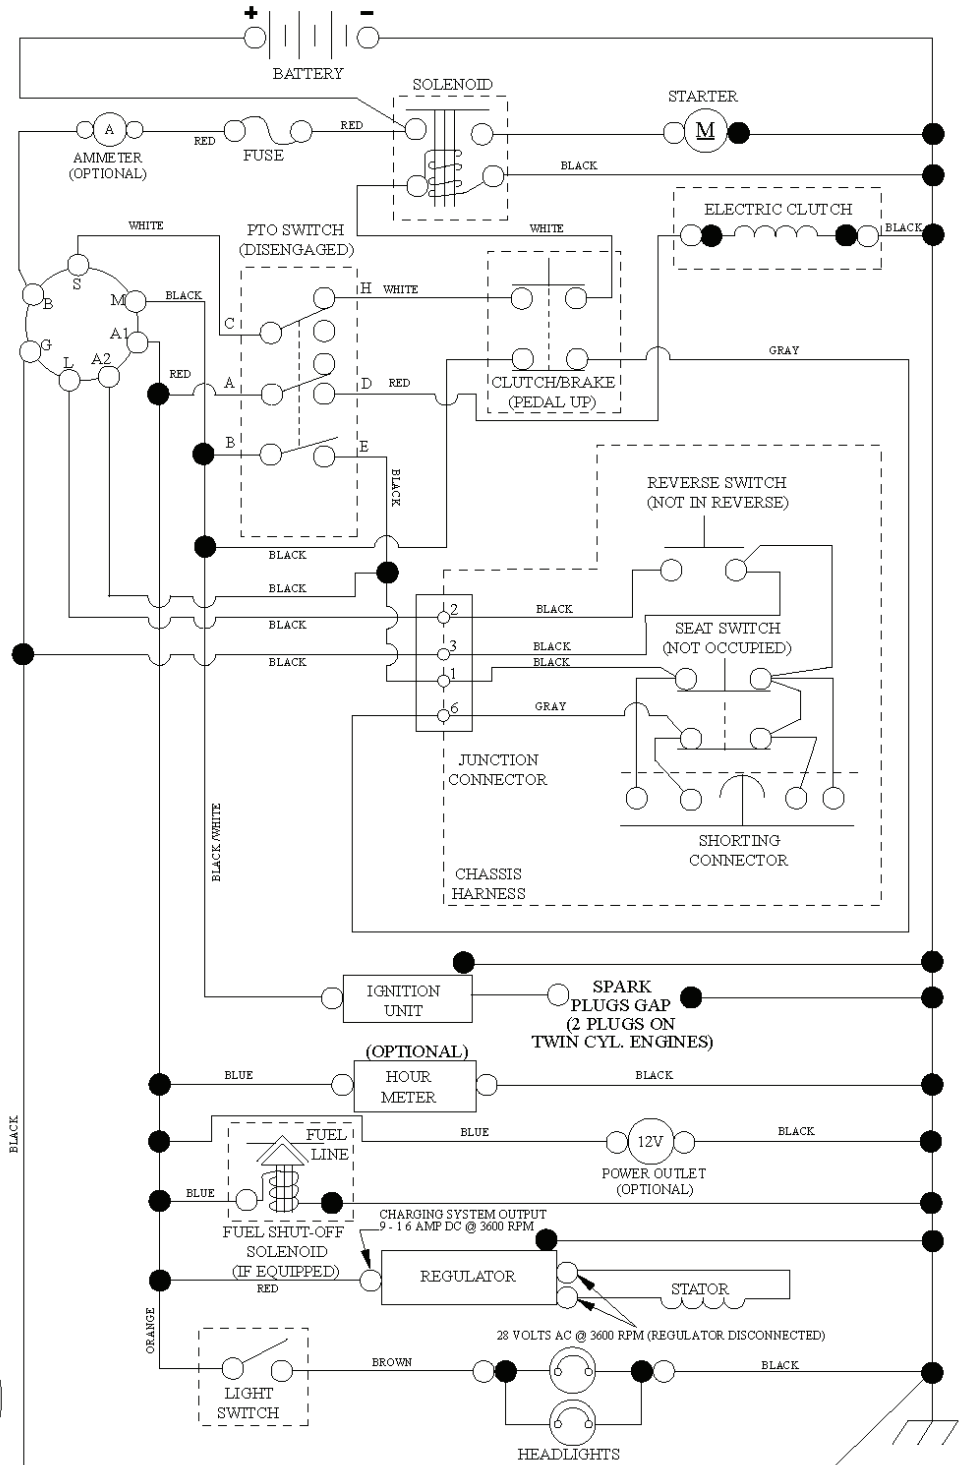 + −
BATTERY
SOLENOID
STARTER
A
RED
FUSE
RED
M
AMMETER
(OPTIONAL)
BLACK
ELECTRIC CLUTCH
BLACK
WHITE
PTO SWITCH
(DISENGAGED)
WHITE
S
B
M
BLACK
H
WHITE
C
G
A1
A2
L
RED
A
D
RED
CLUTCH/BRAKE
(PEDAL UP)
GRAY
B
E
BLACK
REVERSE SWITCH
(NOT IN REVERSE)
BLACK
BLACK
BLACK
2
BLACK
SEAT SWITCH
(NOT OCCUPIED)
3
BLACK
BLACK
1
BLACK
6
GRAY
JUNCTION
CONNECTOR
SHORTING
CONNECTOR
BLACK/WHITE
CHASSIS
HARNESS
IGNITION
UNIT
SPARK
PLUGS GAP
(2 PLUGS ON
TWIN CYL. ENGINES)
(OPTIONAL)
HOUR
METER
BLUE
BLACK
BLACK
BLUE
12V
BLACK
FUEL
LINE
POWER OUTLET
(OPTIONAL)
BLUE
CHARGING SYSTEM OUTPUT
9 - 1 6 AMP DC @ 3600 RPM
FUEL SHUT-OFF
SOLENOID
(IF EQUIPPED)
RED
REGULATOR
STATOR
ORANGE
28 VOLTS AC @ 3600 RPM (REGULATOR DISCONNECTED)
BROWN
BLACK
LIGHT
SWITCH
HEADLIGHTS